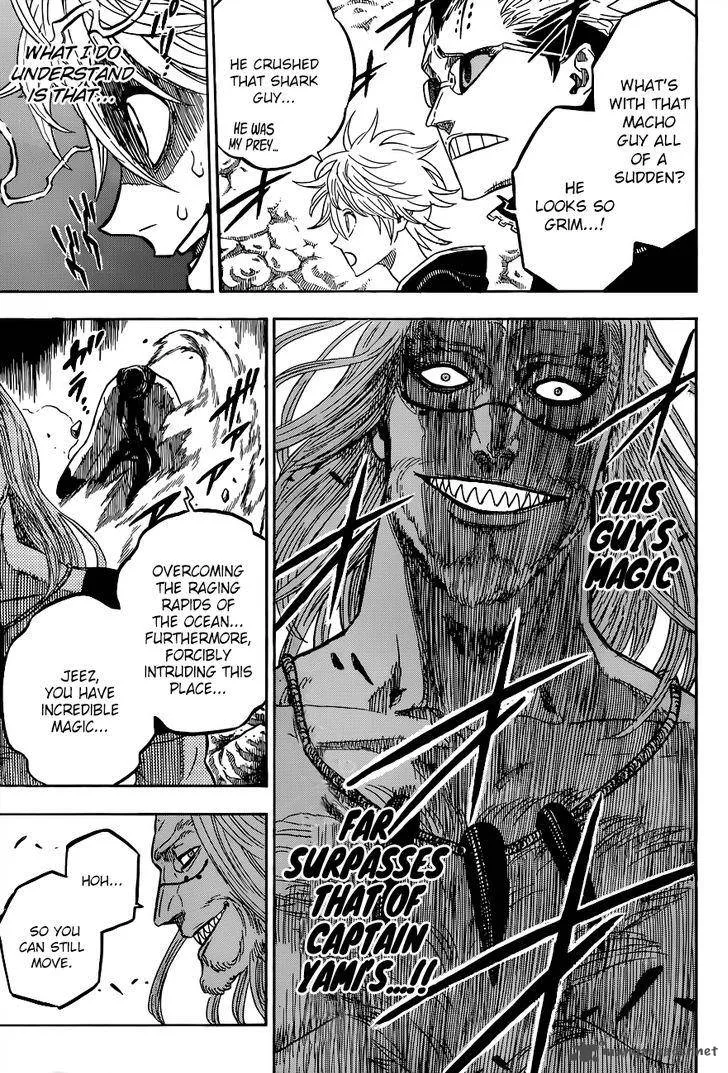 WHAT'S
WITH THAT
MACHO
GUY ALL
OF A
SUDDEN?
HE
LOOKS SO
GRIM...!
HE CRUSHED
THAT SHARK
GUY...
HE WAS
MY PREY...
WHAT I DO
UNDERSTAND
IS THAT...
THIS
GUY'S
MAGIC
FAR
SURPASSES
THAT OF
CAPTAIN
YAMI'S....!!
OVERCOMING
THE RAGING
RAPIDS OF
THE OCEAN...
FURTHERMORE,
FORCIBLY
INTRUDING THIS
PLACE...
JEEZ,
YOU HAVE
INCREDIBLE
MAGIC...
HOH...
SO YOU
CAN STILL
MOVE.